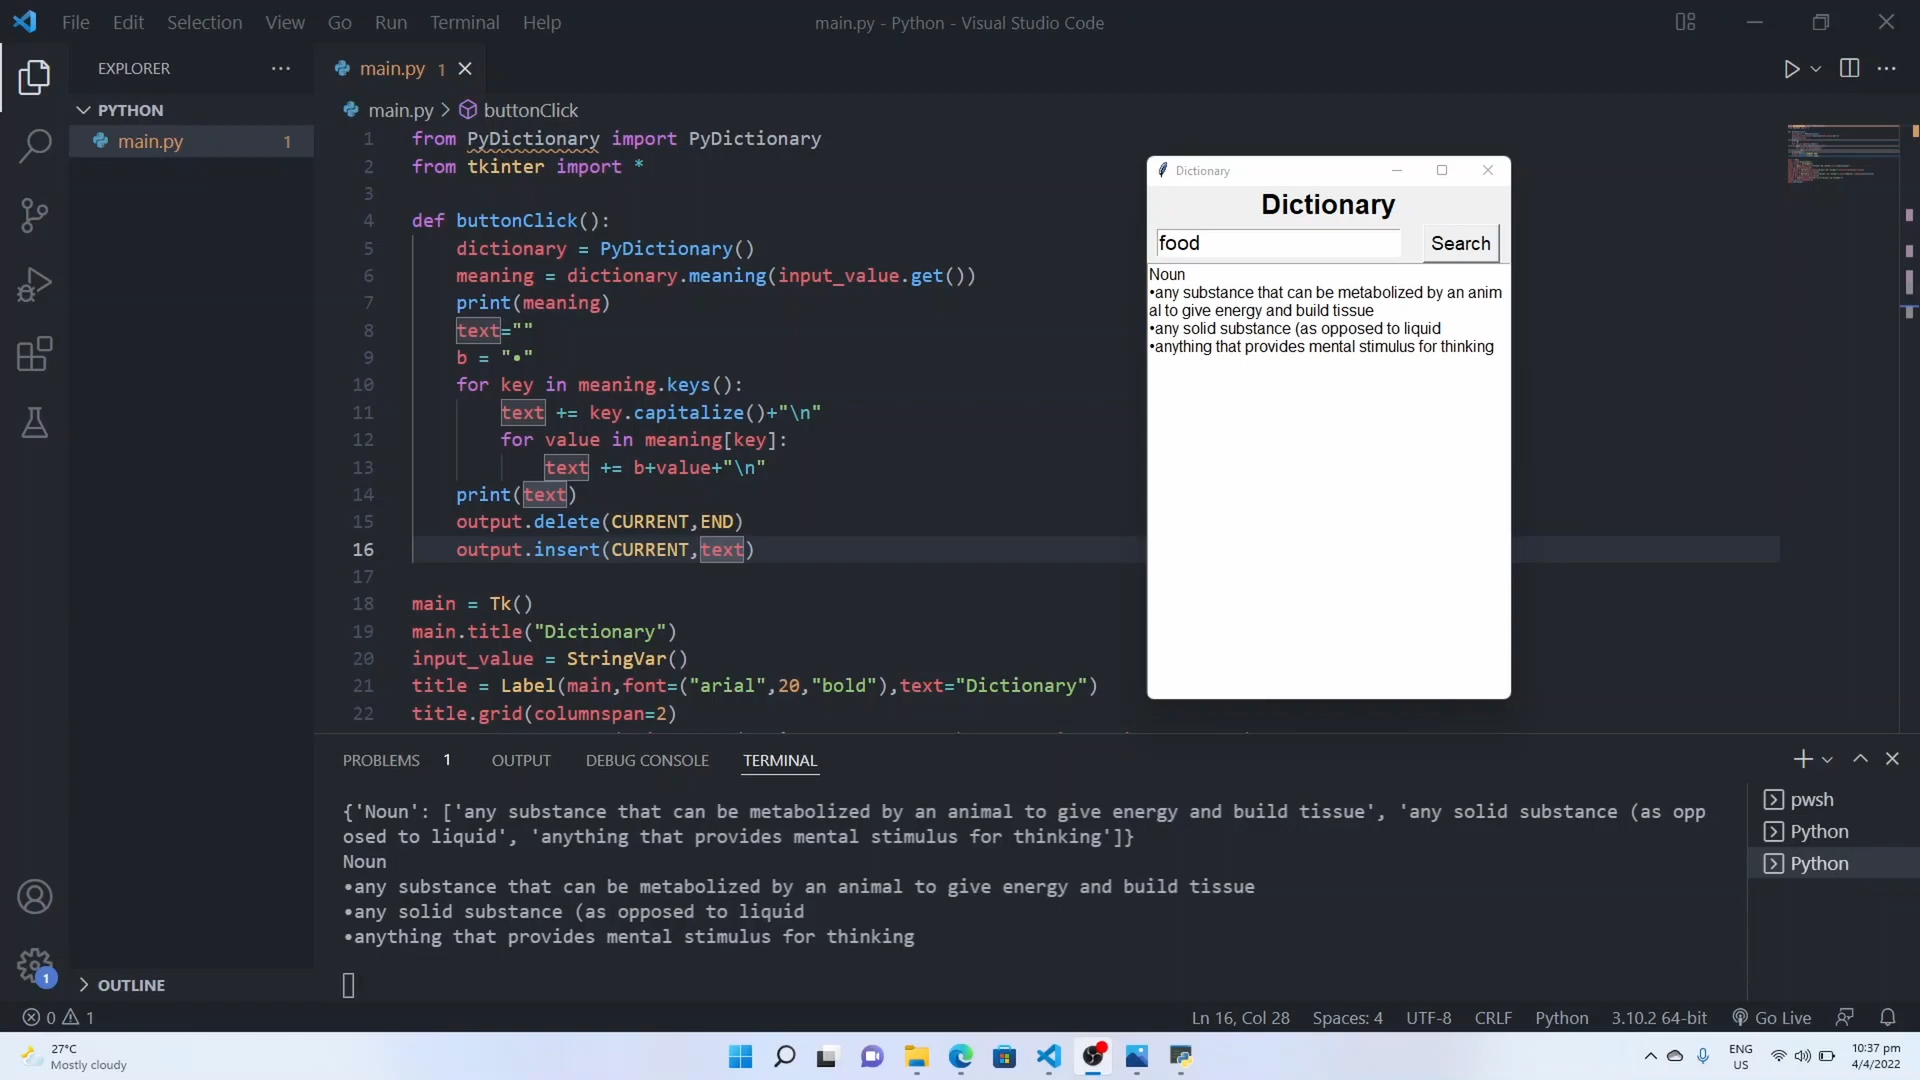 File Edit Selection View Go Run Terminal Help
main.py - Python - Visual Studio Code
EXPLORER
PYTHON
main.py 1
OUTLINE
main.py 1
main.py > buttonClick
1 from PyDictionary import PyDictionary
2 from tkinter import *
3
4 def buttonClick():
5 dictionary = PyDictionary()
6 meaning = dictionary.meaning(input_value.get())
7 print(meaning)
8 text=""
9 b = "•"
10 for key in meaning.keys():
11 text += key.capitalize()+"\n"
12 for value in meaning[key]:
13 text += b+value+"\n"
14 print(text)
15 output.delete(CURRENT,END)
16 output.insert(CURRENT,text)
17
18 main = Tk()
19 main.title("Dictionary")
20 input_value = StringVar()
21 title = Label(main,font=("arial",20,"bold"),text="Dictionary")
22 title.grid(columnspan=2)
Dictionary
Dictionary
food Search
Noun
•any substance that can be metabolized by an anim
al to give energy and build tissue
•any solid substance (as opposed to liquid
•anything that provides mental stimulus for thinking
PROBLEMS 1 OUTPUT DEBUG CONSOLE TERMINAL
{'Noun': ['any substance that can be metabolized by an animal to give energy and build tissue', 'any solid substance (as opp
osed to liquid', 'anything that provides mental stimulus for thinking']}
Noun
•any substance that can be metabolized by an animal to give energy and build tissue
•any solid substance (as opposed to liquid
•anything that provides mental stimulus for thinking
pwsh
Python
Python
1
0 1 Ln 16, Col 28 Spaces: 4 UTF-8 CRLF Python 3.10.2 64-bit Go Live
27°C
Mostly cloudy
ENG
US
10:37 pm
4/4/2022